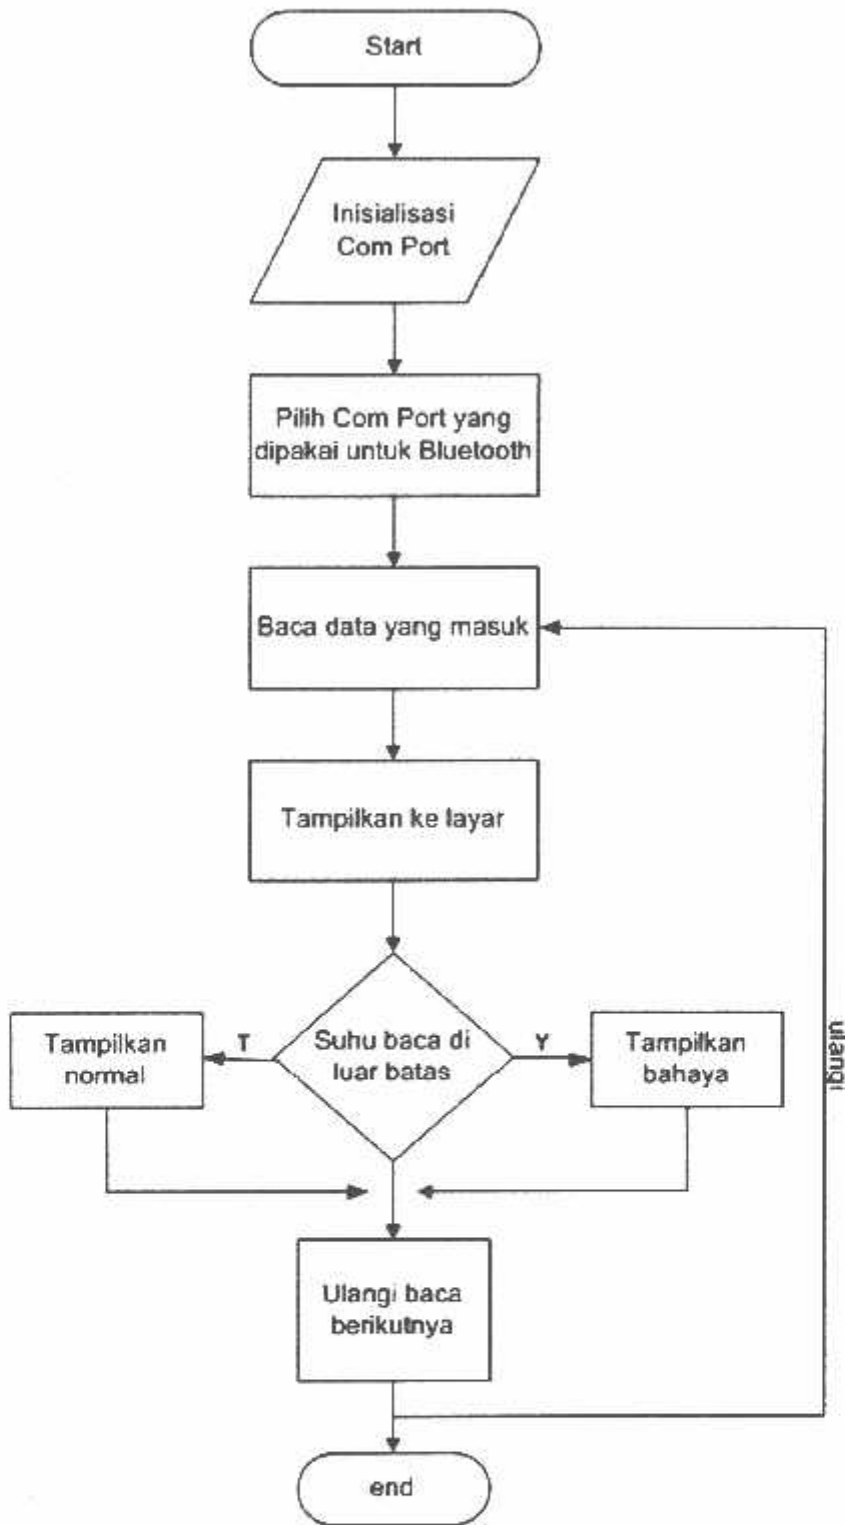 Start
Inisialisasi
Com Port
Pilih Com Port yang
dipakai untuk Bluetooth
Baca data yang masuk
Tampilkan ke layar
Suhu baca di
luar batas
T
Y
Tampilkan
normal
Tampilkan
bahaya
ulangi
Ulangi baca
berikutnya
end